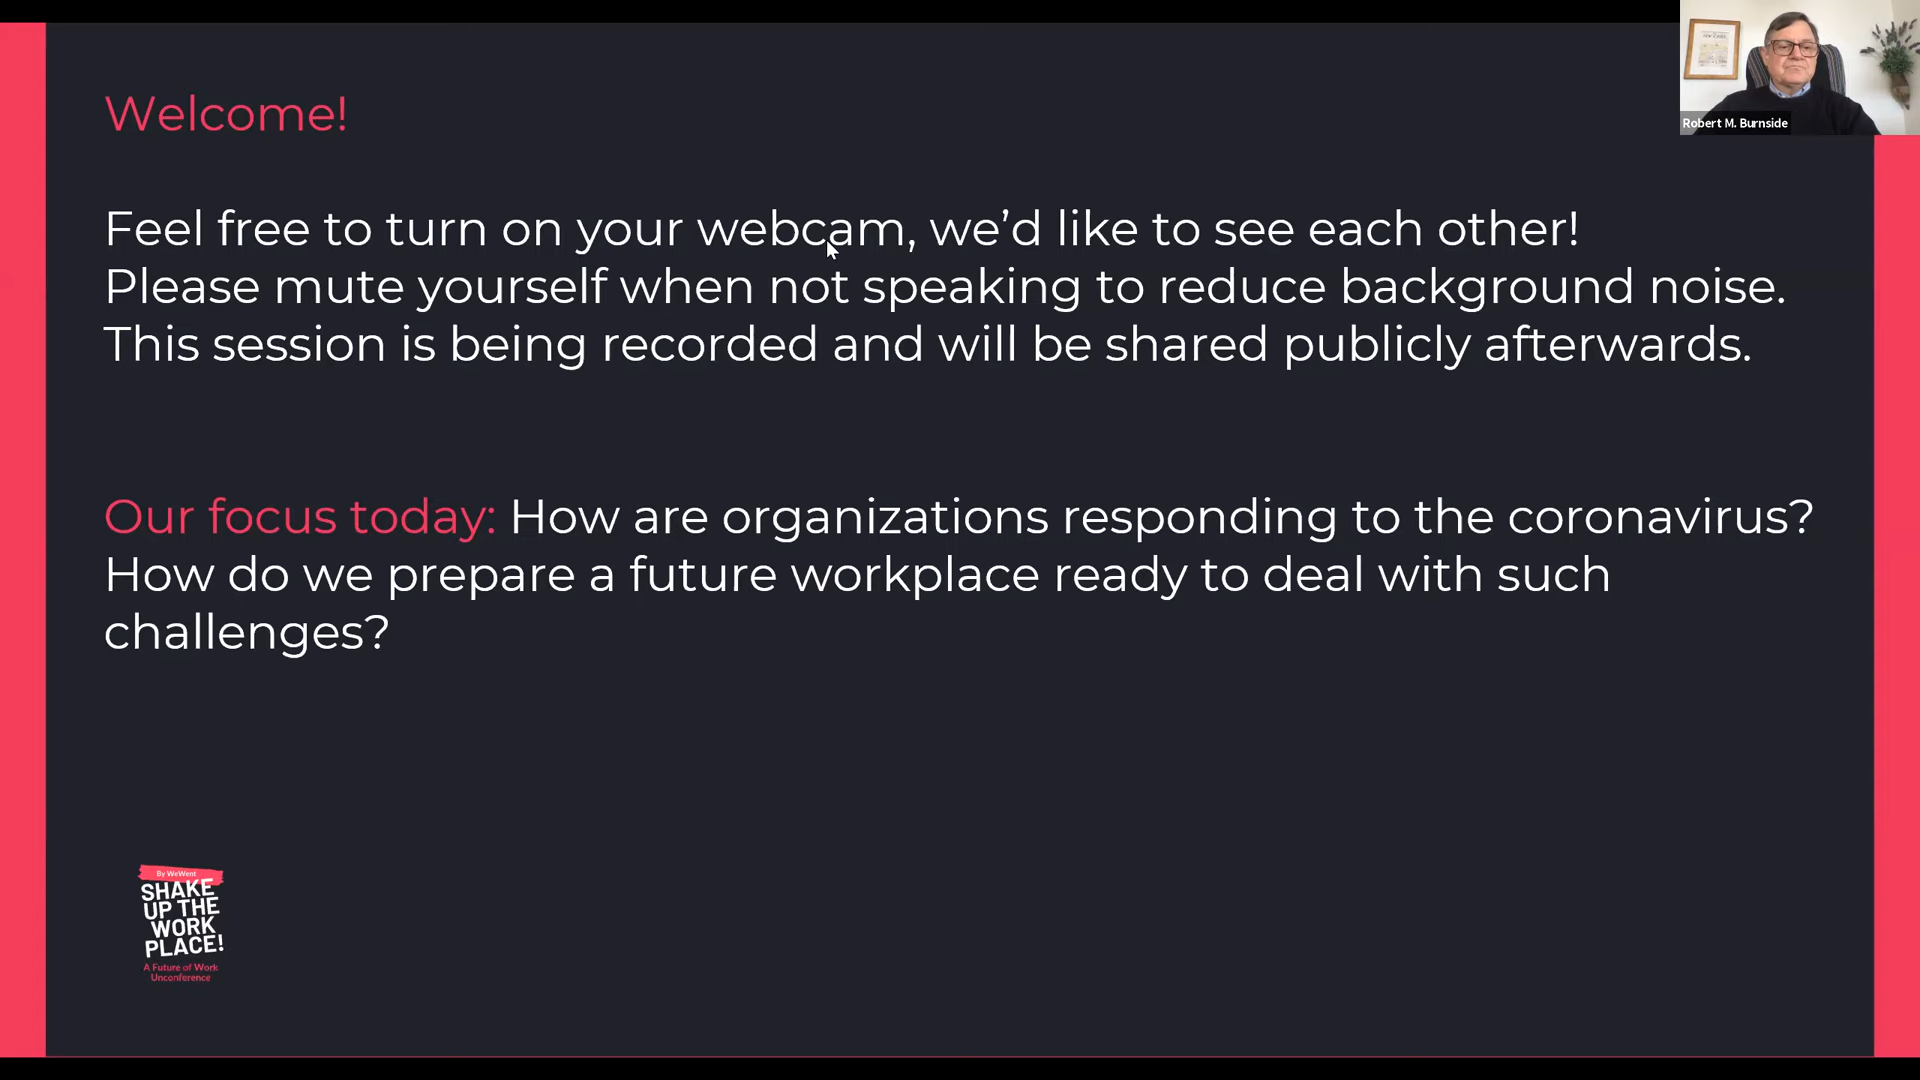 Welcome!
Feel free to turn on your webcam, we’d like to see each other!
Please mute yourself when not speaking to reduce background noise.
This session is being recorded and will be shared publicly afterwards.
Our focus today: How are organizations responding to the coronavirus?
How do we prepare a future workplace ready to deal with such
challenges?
Robert M. Burnside
By WeWent
SHAKE
UP THE
WORK
PLACE!
A Future of Work
Unconference